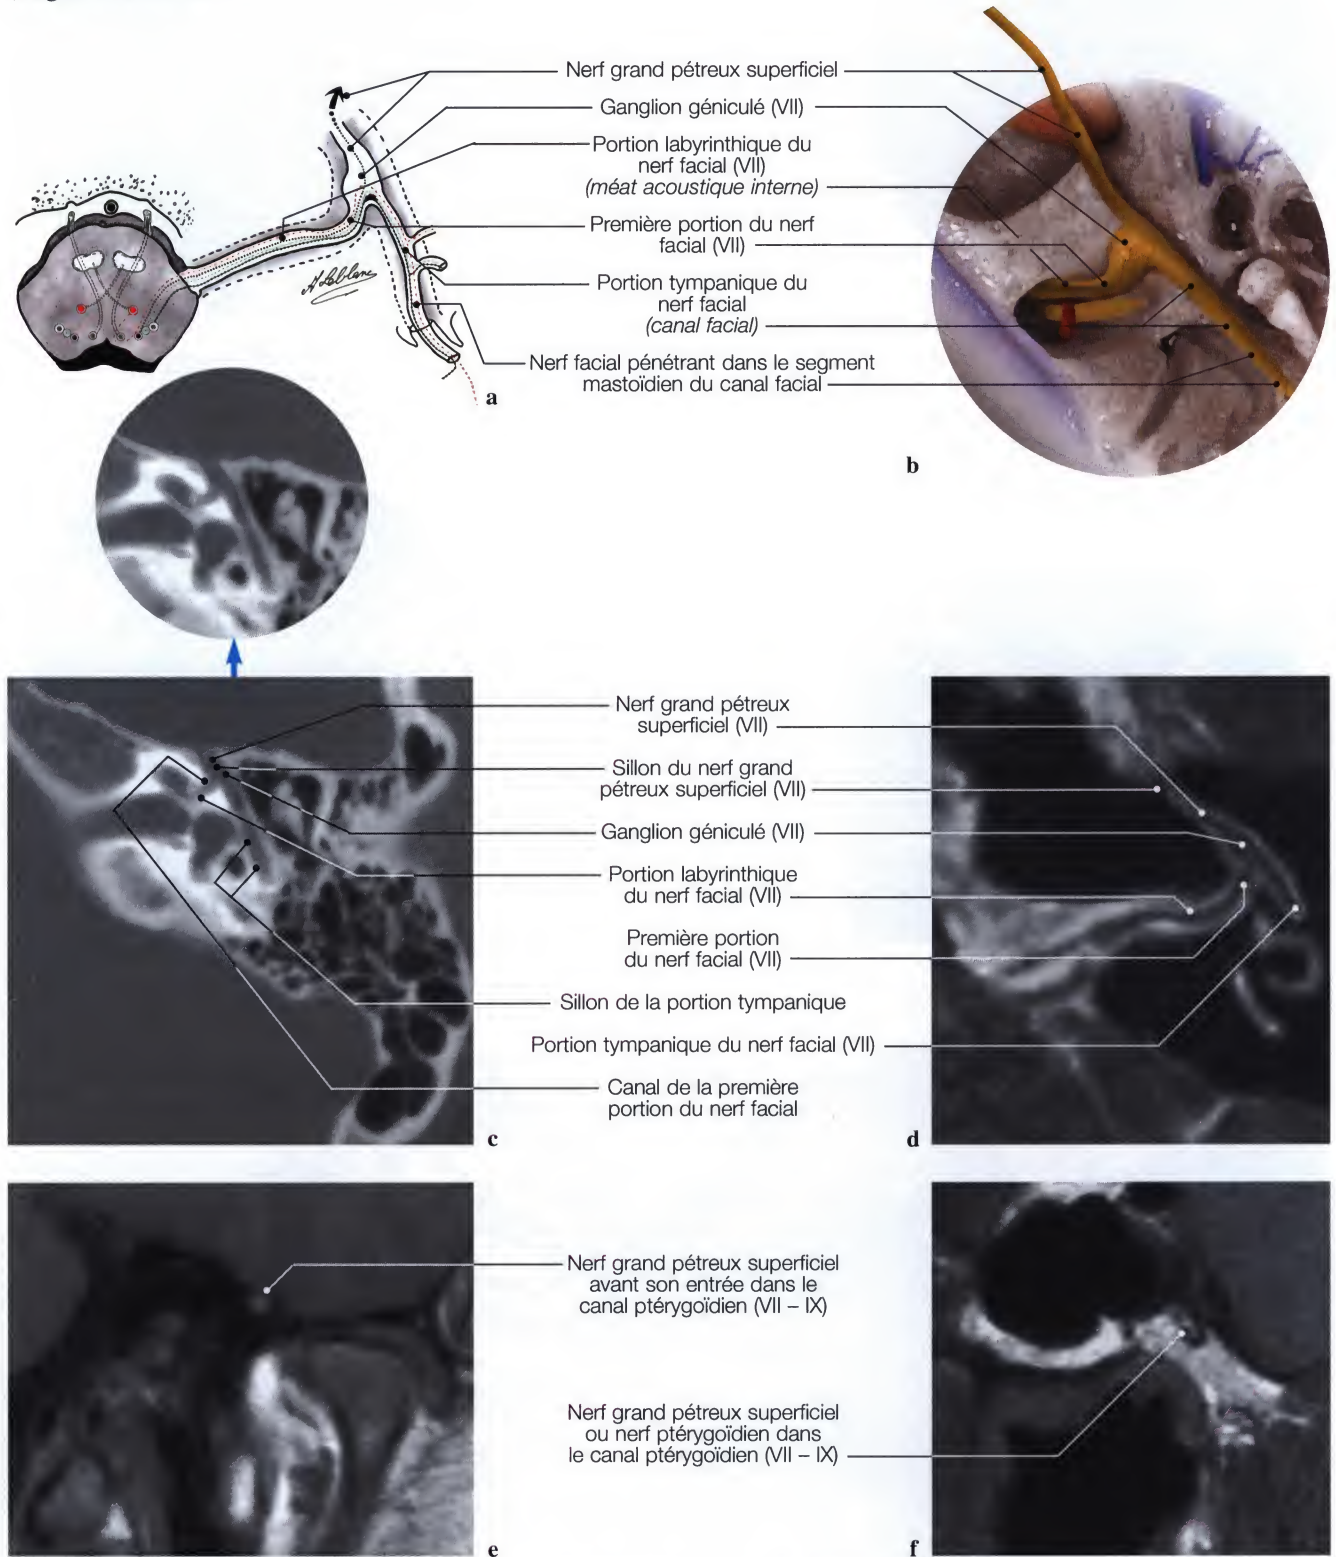 Nerf grand pétreux superficiel
Ganglion géniculé (VII)
Portion labyrinthique du
nerf facial (VII)
(méat acoustique interne)
Première portion du nerf
facial (VII)
Portion tympanique du
nerf facial
(canal facial)
Nerf facial pénétrant dans le segment
mastoïdien du canal facial
A Leblanc
a
b
Nerf grand pétreux
superficiel (VII)
Sillon du nerf grand
pétreux superficiel (VII)
Ganglion géniculé (VII)
Portion labyrinthique
du nerf facial (VII)
Première portion
du nerf facial (VII)
Sillon de la portion tympanique
Portion tympanique du nerf facial (VII)
Canal de la première
portion du nerf facial
c
d
Nerf grand pétreux superficiel
avant son entrée dans le
canal ptérygoïdien (VII – IX)
Nerf grand pétreux superficiel
ou nerf ptérygoïdien dans
le canal ptérygoïdien (VII – IX)
e
f